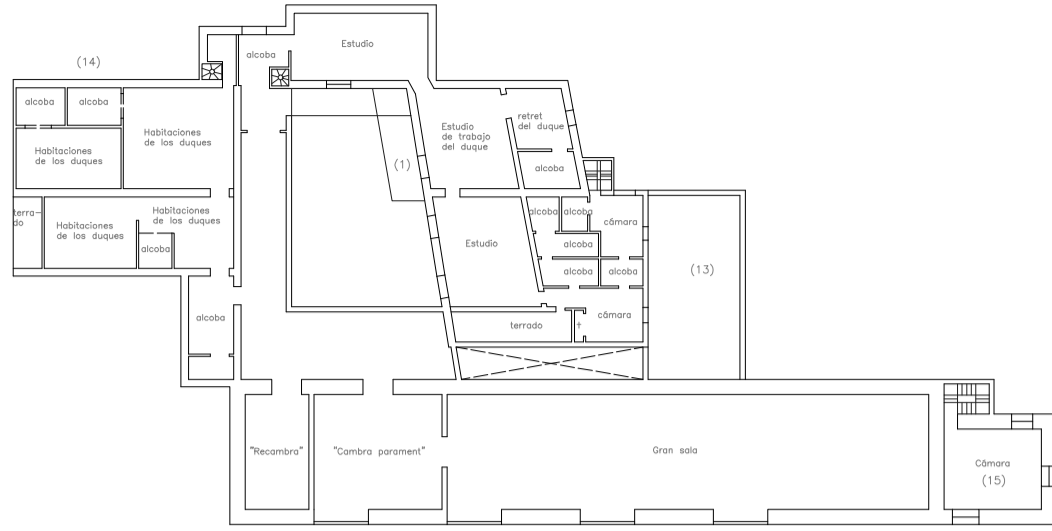 Estudio
alcoba
(14)
alcoba
alcoba
Habitaciones
de los duques
Habitaciones
de los duques
Estudio
de trabajo
del duque
retret
del duque
(1)
alcoba
terra-
do
Habitaciones
de los duques
Habitaciones
de los duques
alcoba
alcoba
alcoba
cámara
Estudio
alcoba
alcoba
alcoba
(13)
alcoba
cámara
terrado
"Recambra"
"Cambra parament"
Gran sala
Cámara
(15)